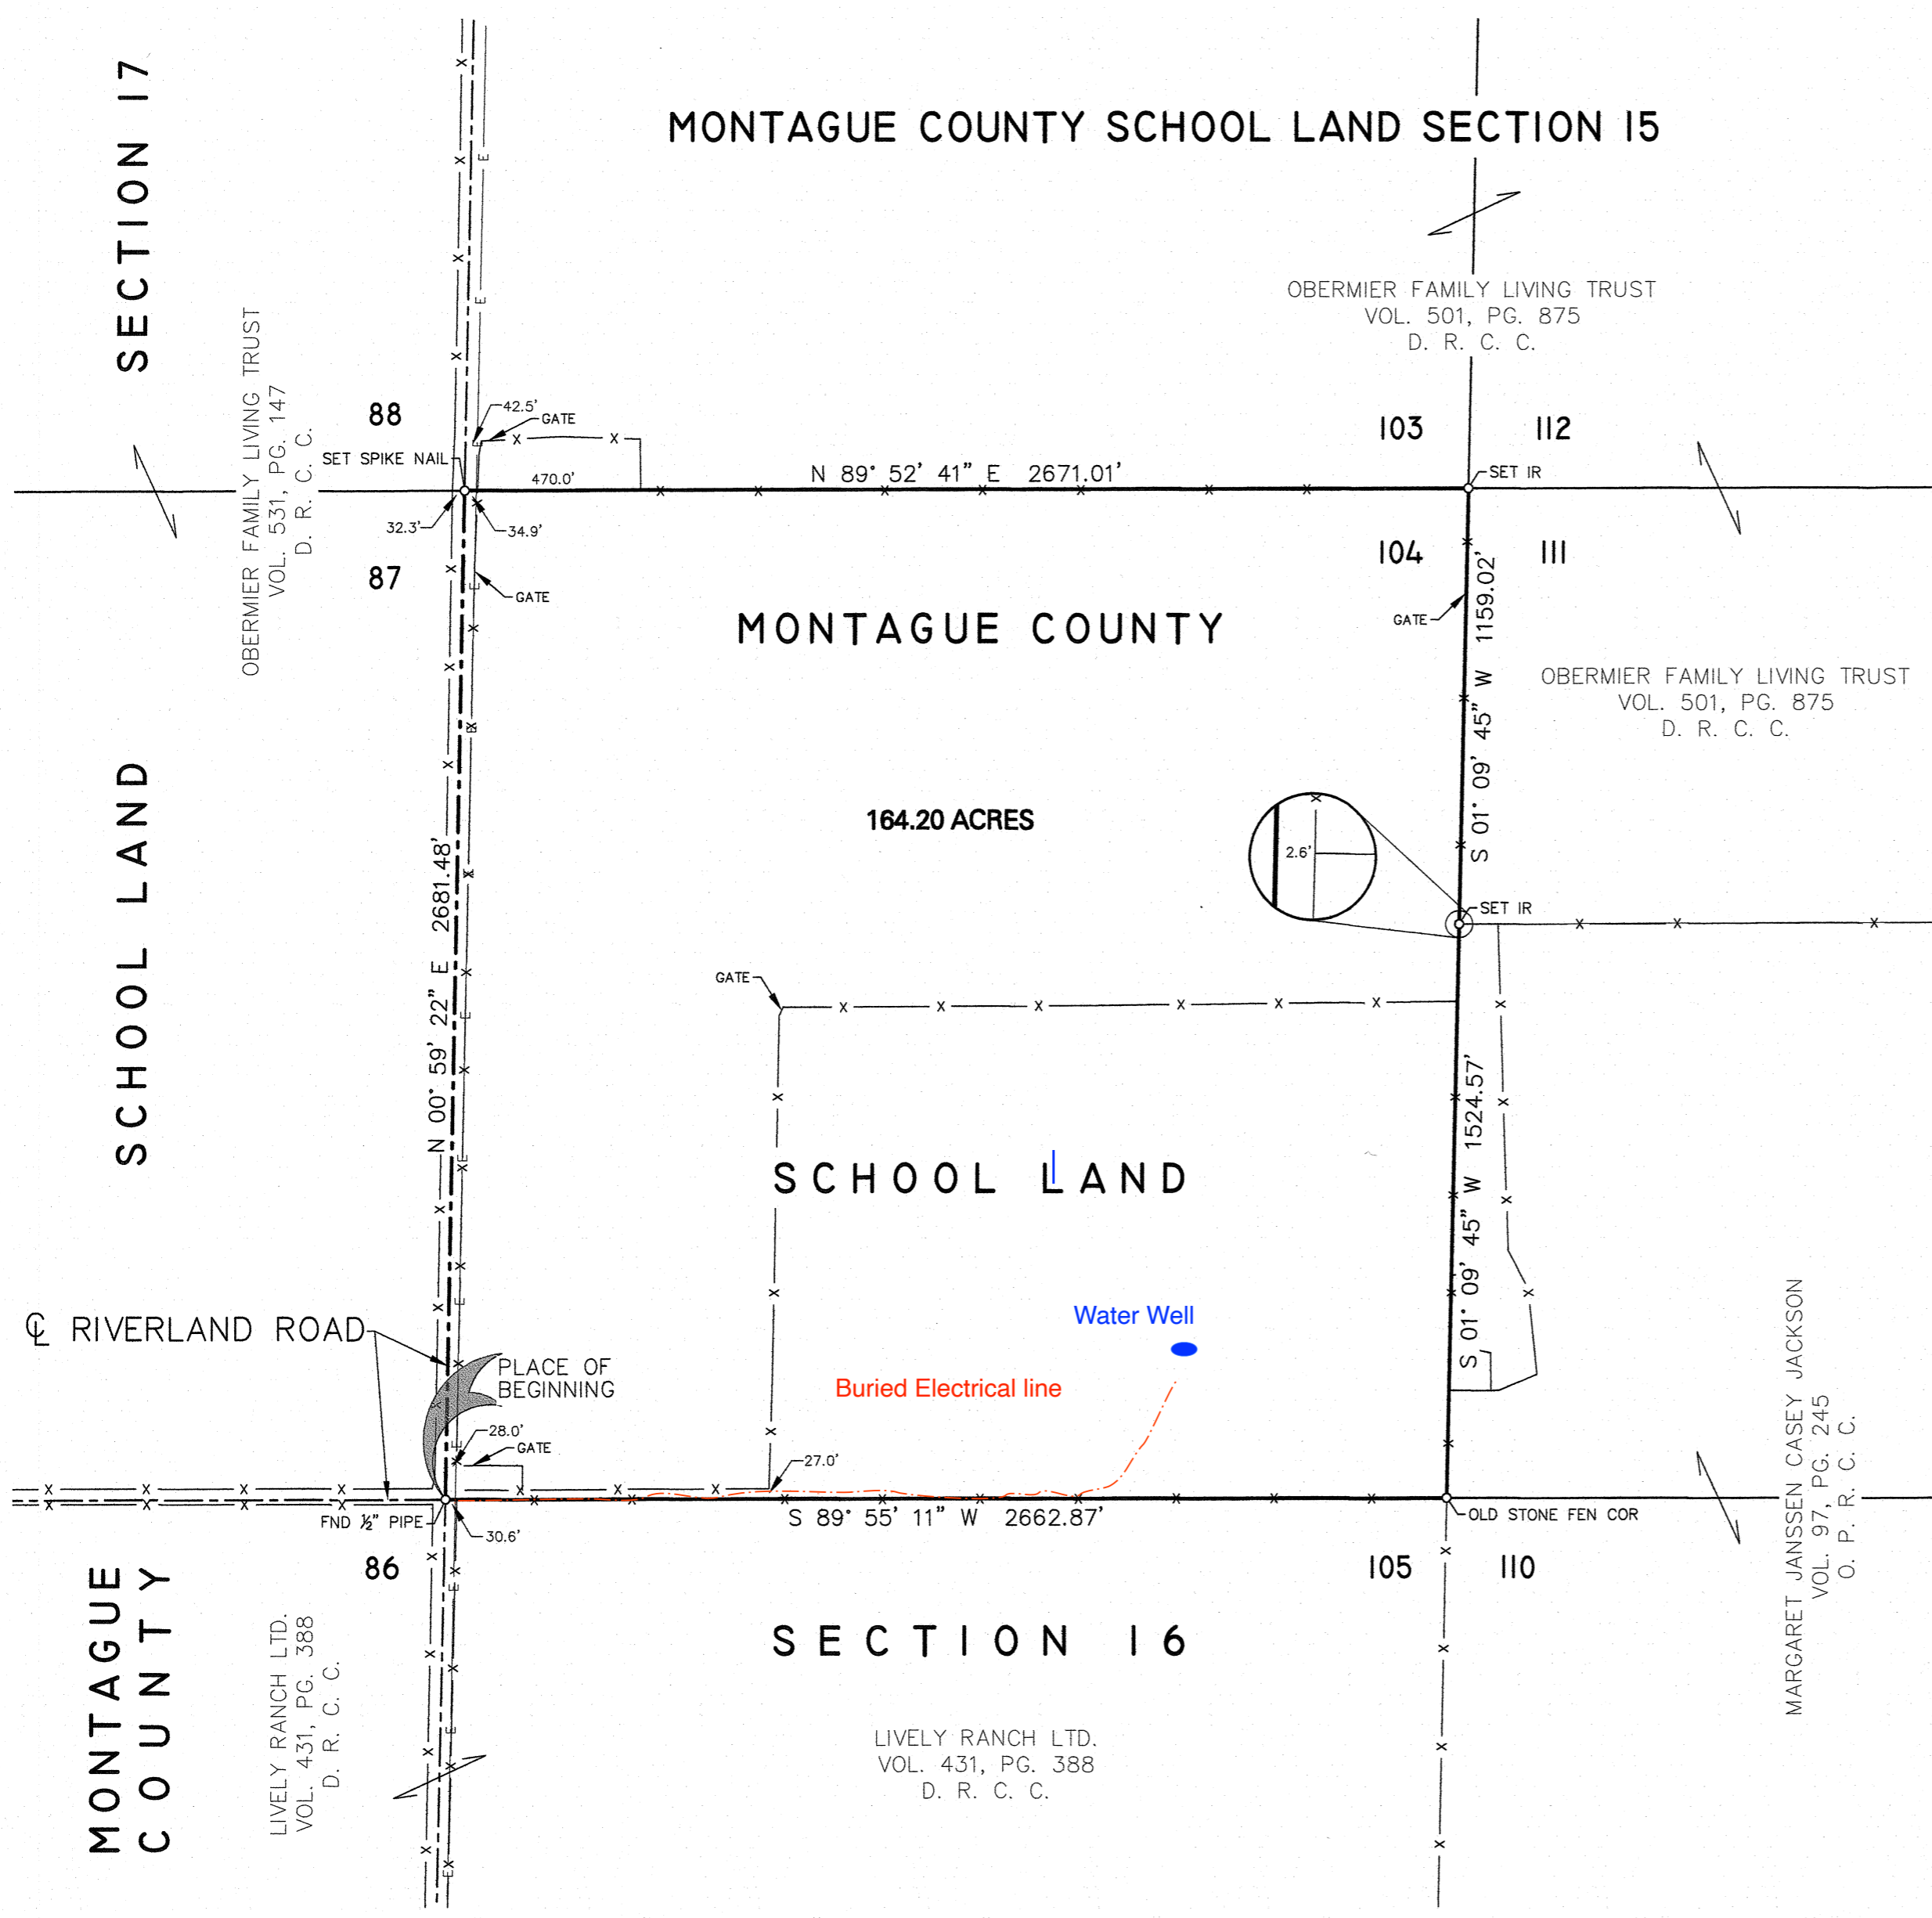 SECTION 17
MONTAGUE COUNTY SCHOOL LAND SECTION 15
OBERMIER FAMILY LIVING TRUST
VOL. 501, PG. 875
D. R. C. C.
OBERMIER FAMILY LIVING TRUST
VOL. 531, PG. 147
D. R. C. C.
88
42.5'
GATE
103
112
SET SPIKE NAIL
470.0'
N 89° 52' 41" E 2671.01'
SET IR
32.3'
34.9'
87
GATE
104
111
GATE
S 01° 09' 45" W 1159.02'
MONTAGUE COUNTY
OBERMIER FAMILY LIVING TRUST
VOL. 501, PG. 875
D. R. C. C.
164.20 ACRES
2.6'
SET IR
SCHOOL LAND
N 00° 59' 22" E 2681.48'
GATE
SCHOOL LAND
S 01° 09' 45" W 1524.57'
Water Well
Buried Electrical line
℄ RIVERLAND ROAD
PLACE OF
BEGINNING
28.0'
GATE
27.0'
FND ½" PIPE
30.6'
S 89° 55' 11" W 2662.87'
OLD STONE FEN COR
86
105
110
MARGARET JANSSEN CASEY JACKSON
VOL. 97, PG. 245
O. P. R. C. C.
MONTAGUE
COUNTY
LIVELY RANCH LTD.
VOL. 431, PG. 388
D. R. C. C.
SECTION 16
LIVELY RANCH LTD.
VOL. 431, PG. 388
D. R. C. C.